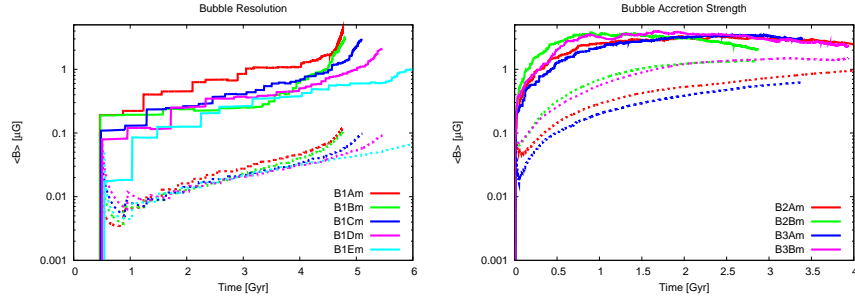 Bubble Resolution
<B> [μG]
1
0.1
0.01
0.001
0 1 2 3 4 5 6
Time [Gyr]
B1Am
B1Bm
B1Cm
B1Dm
B1Em
Bubble Accretion Strength
<B> [μG]
1
0.1
0.01
0.001
0 0.5 1 1.5 2 2.5 3 3.5 4
Time [Gyr]
B2Am
B2Bm
B3Am
B3Bm